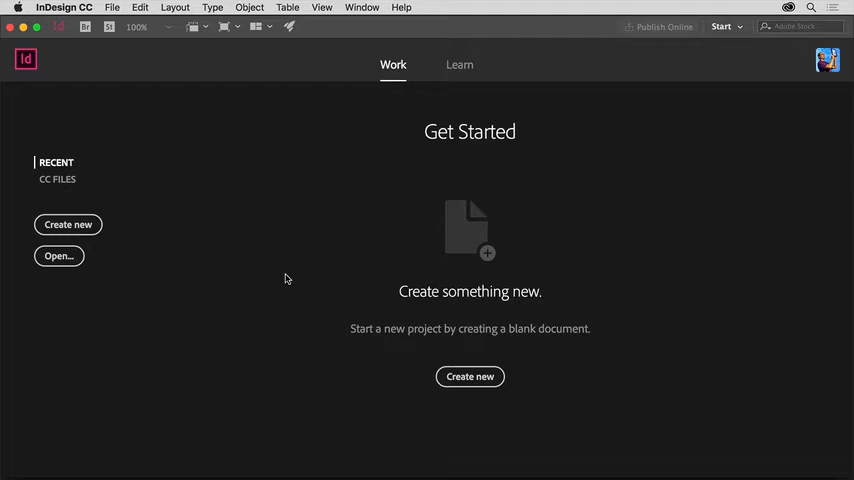 InDesign CC File Edit Layout Type Object Table View Window Help
Id Br St 100% Publish Online Start Adobe Stock
Id Work Learn
Get Started
RECENT
CC FILES
Create new
Open...
Create something new.
Start a new project by creating a blank document.
Create new